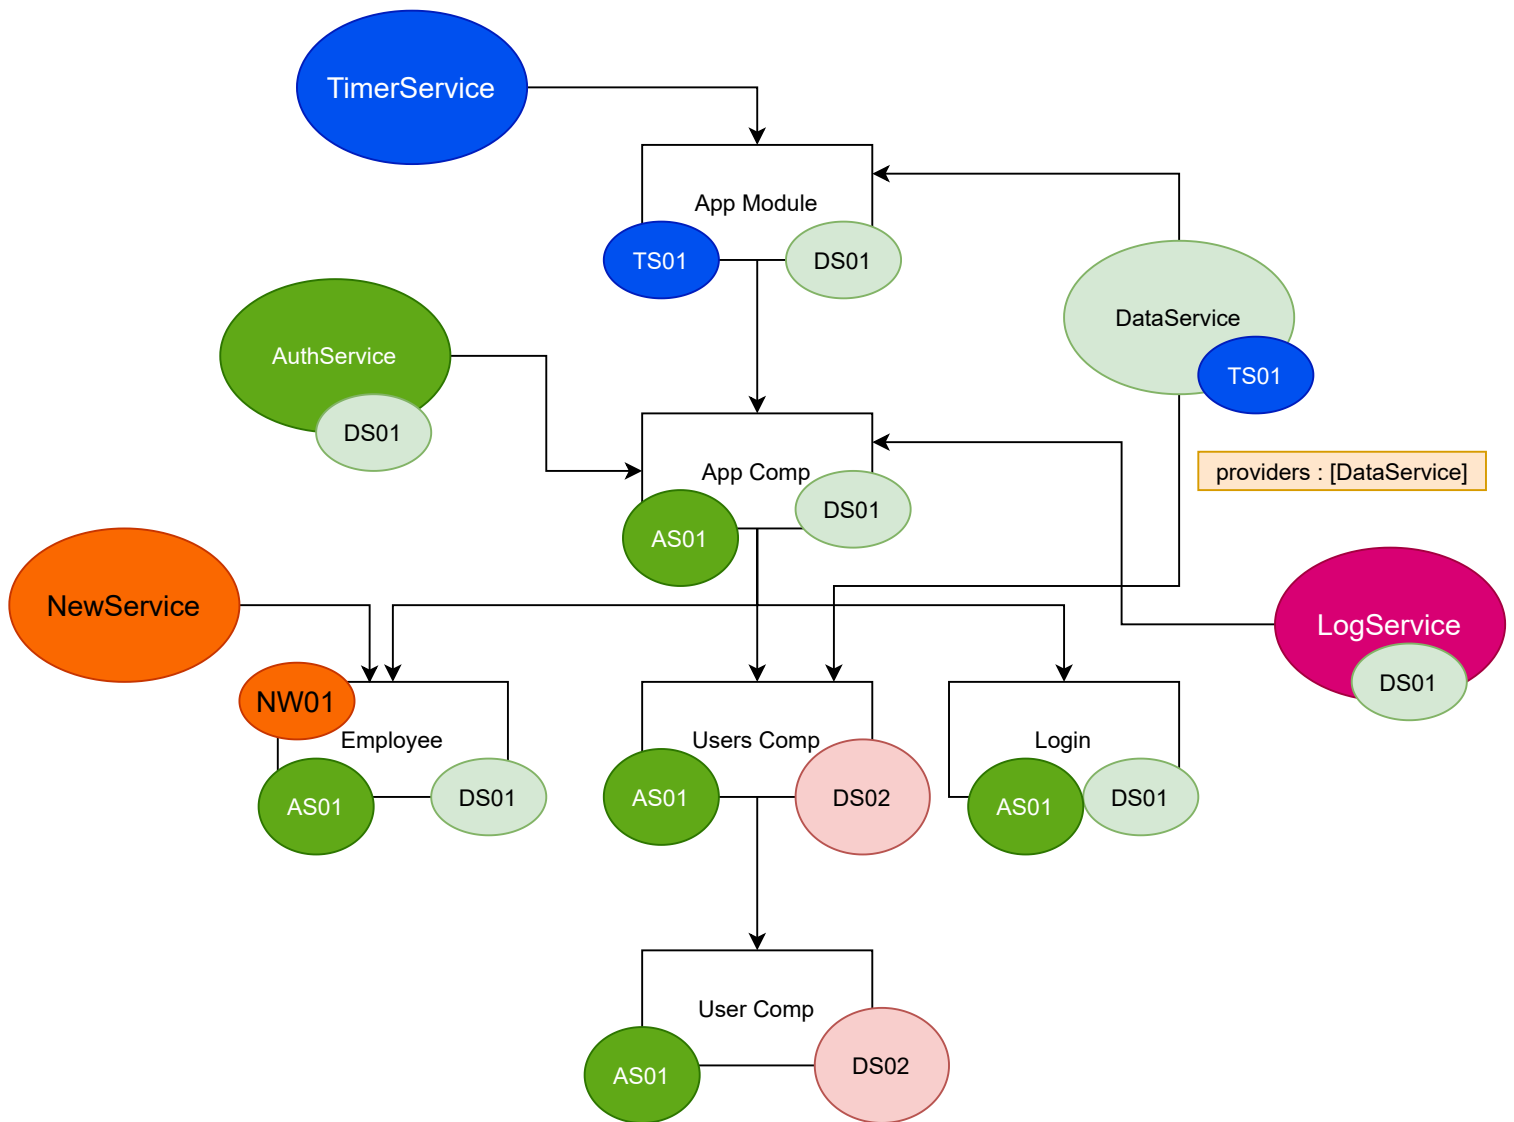 TimerService
App Module
TS01
DS01
DataService
TS01
AuthService
DS01
App Comp
AS01
DS01
providers : [DataService]
NewService
LogService
DS01
NW01
Employee
AS01
DS01
Users Comp
AS01
DS02
Login
AS01
DS01
User Comp
AS01
DS02